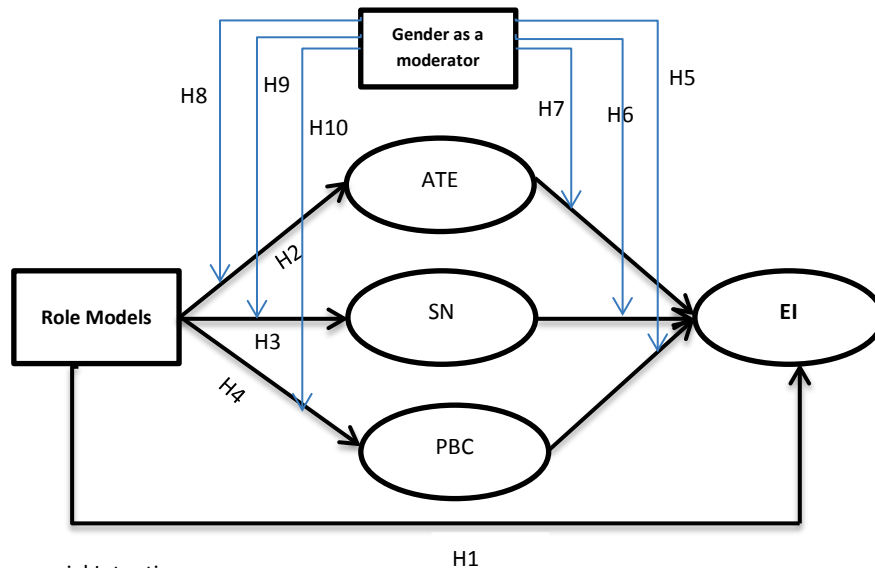 Gender as a
moderator
H8
H9
H10
H7
H6
H5
ATE
H2
Role Models
SN
EI
H3
H4
PBC
H1